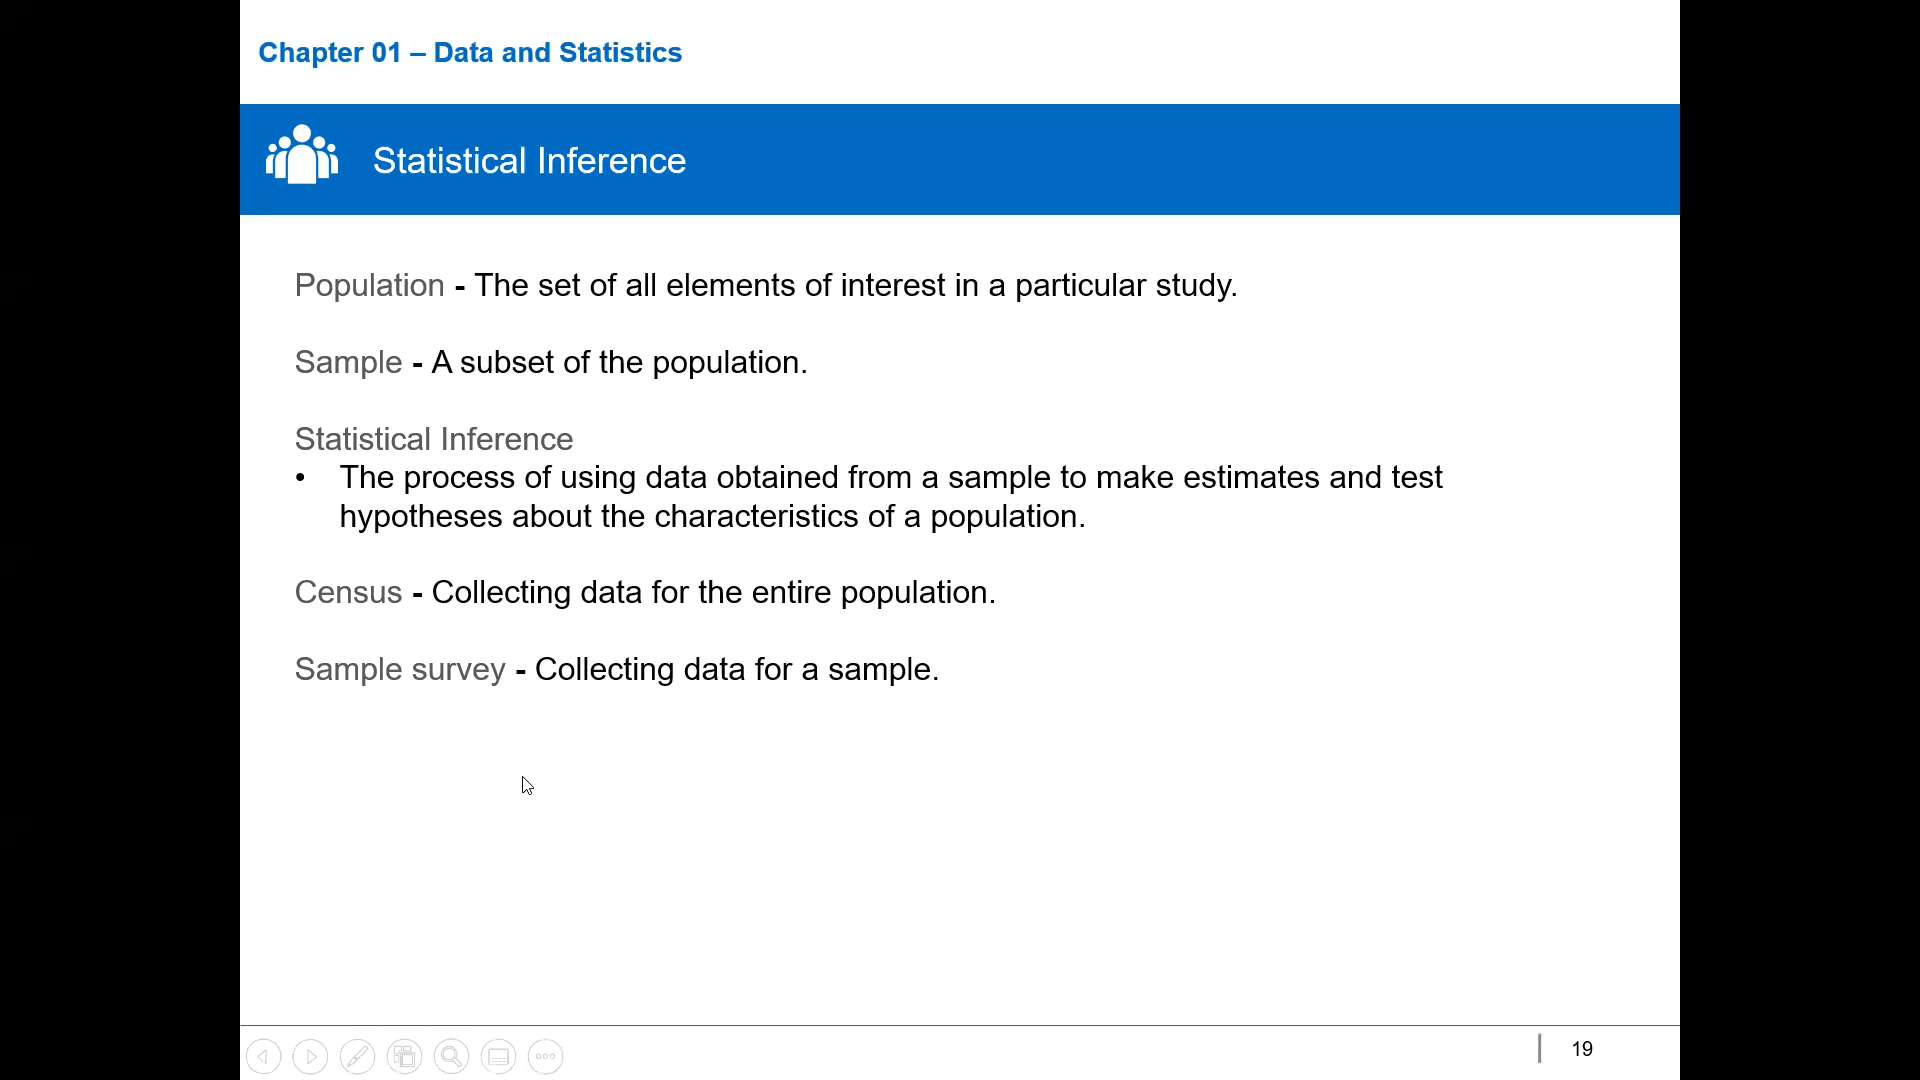 Chapter 01 – Data and Statistics
Statistical Inference
Population - The set of all elements of interest in a particular study.
Sample - A subset of the population.
Statistical Inference
• The process of using data obtained from a sample to make estimates and test
hypotheses about the characteristics of a population.
Census - Collecting data for the entire population.
Sample survey - Collecting data for a sample.
19